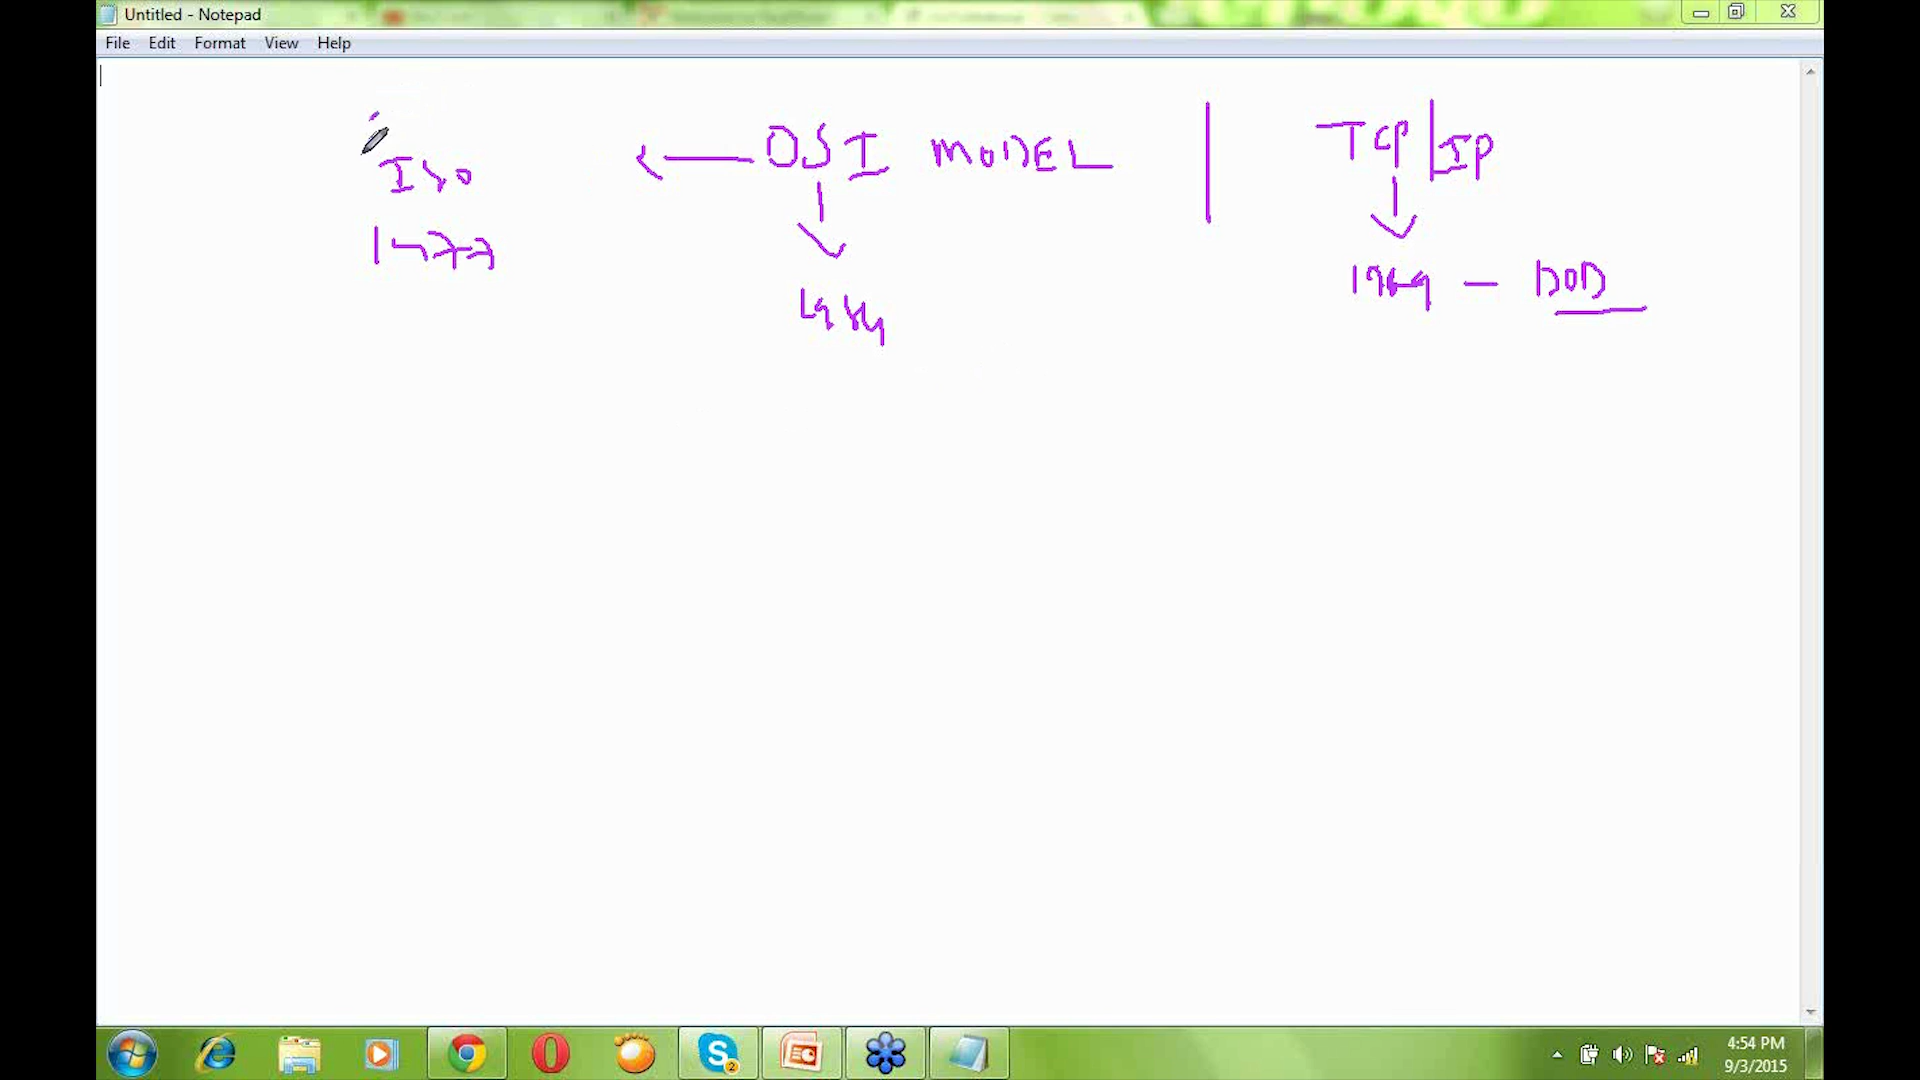 Untitled - Notepad
File Edit Format View Help
OSI MODEL
TCP/IP
ISO
1977
1984
1969 - DOD
4:54 PM
9/3/2015